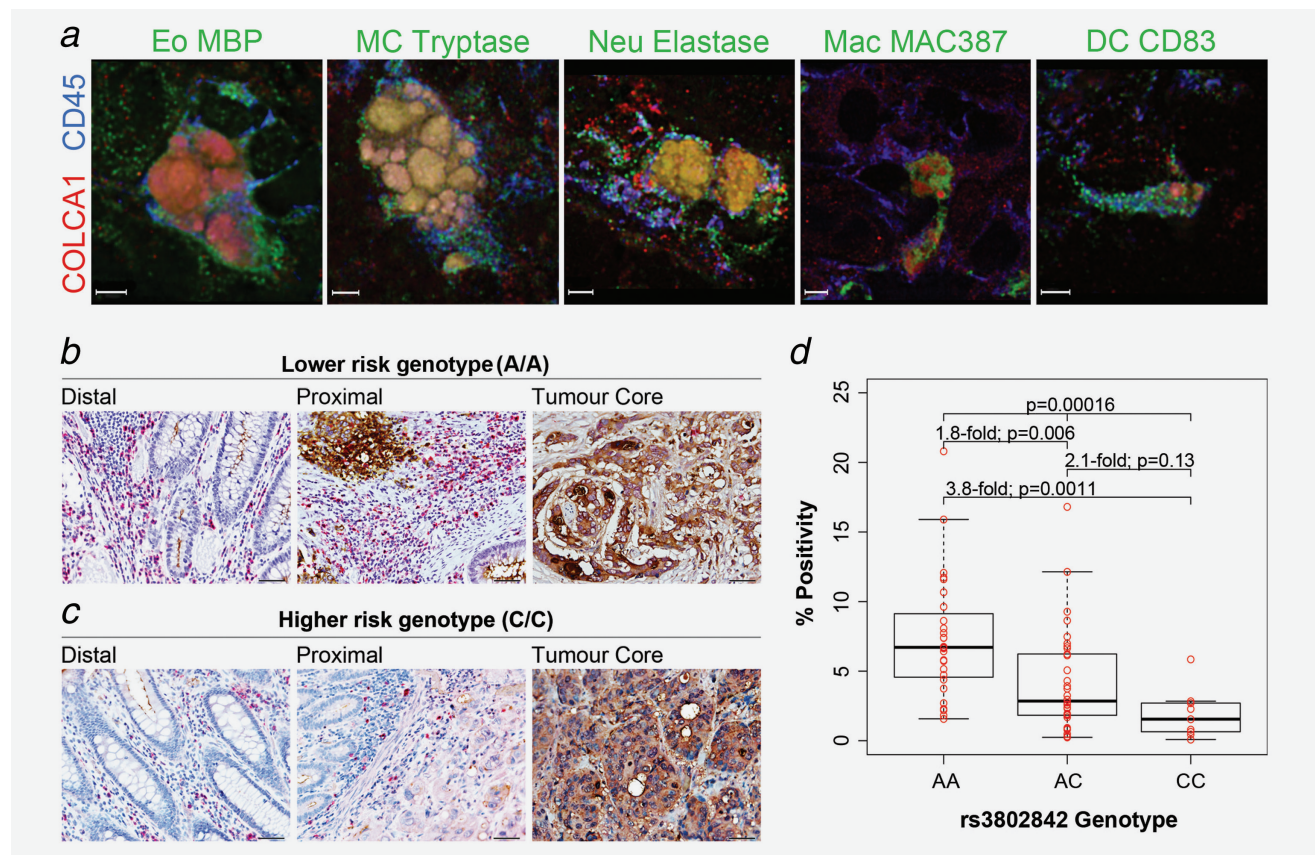 a
Eo MBP
MC Tryptase
Neu Elastase
Mac MAC387
DC CD83
COLCA1 CD45
b
Lower risk genotype (A/A)
Distal
Proximal
Tumour Core
c
Higher risk genotype (C/C)
Distal
Proximal
Tumour Core
d
25
20
15
10
5
0
% Positivity
p=0.00016
1.8-fold; p=0.006
2.1-fold; p=0.13
3.8-fold; p=0.0011
AA
AC
CC
rs3802842 Genotype